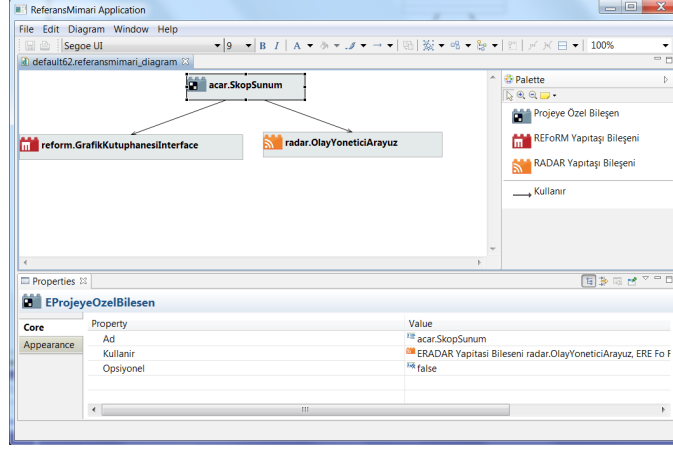 ReferansMimari Application
File Edit Diagram Window Help
Segoe UI 9 B I A 100%
default62.referansmimari_diagram
acar.SkopSunum
reform.GrafikKutuphanesiInterface
radar.OlayYoneticiArayuz
Palette
Projeye Özel Bileşen
REFoRM Yapıtaşı Bileşeni
RADAR Yapıtaşı Bileşeni
Kullanır
Properties
EProjeyeOzelBilesen
Core
Appearance
Property Value
Ad acar.SkopSunum
Kullanir ERADAR Yapitasi Bileseni radar.OlayYoneticiArayuz, ERE Fo F
Opsiyonel false